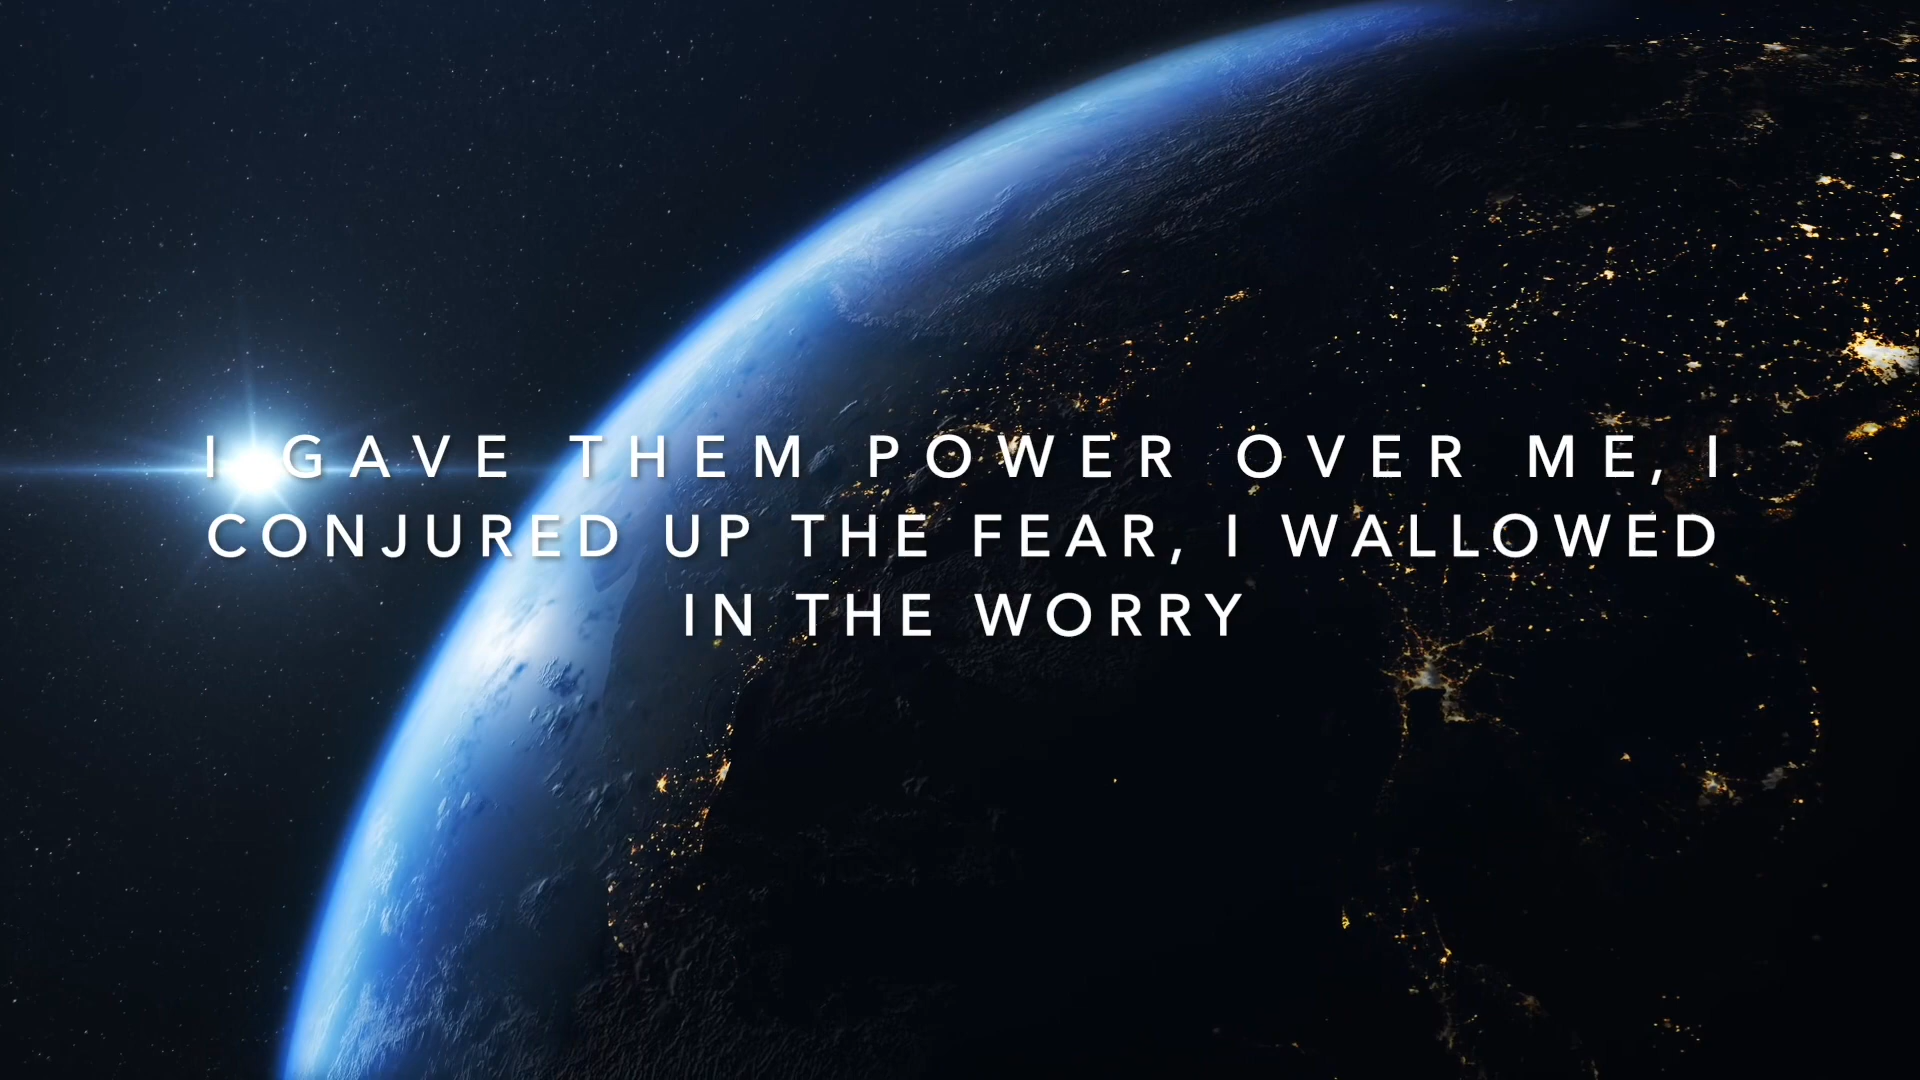 I GAVE THEM POWER OVER ME, I
CONJURED UP THE FEAR, I WALLOWED
IN THE WORRY